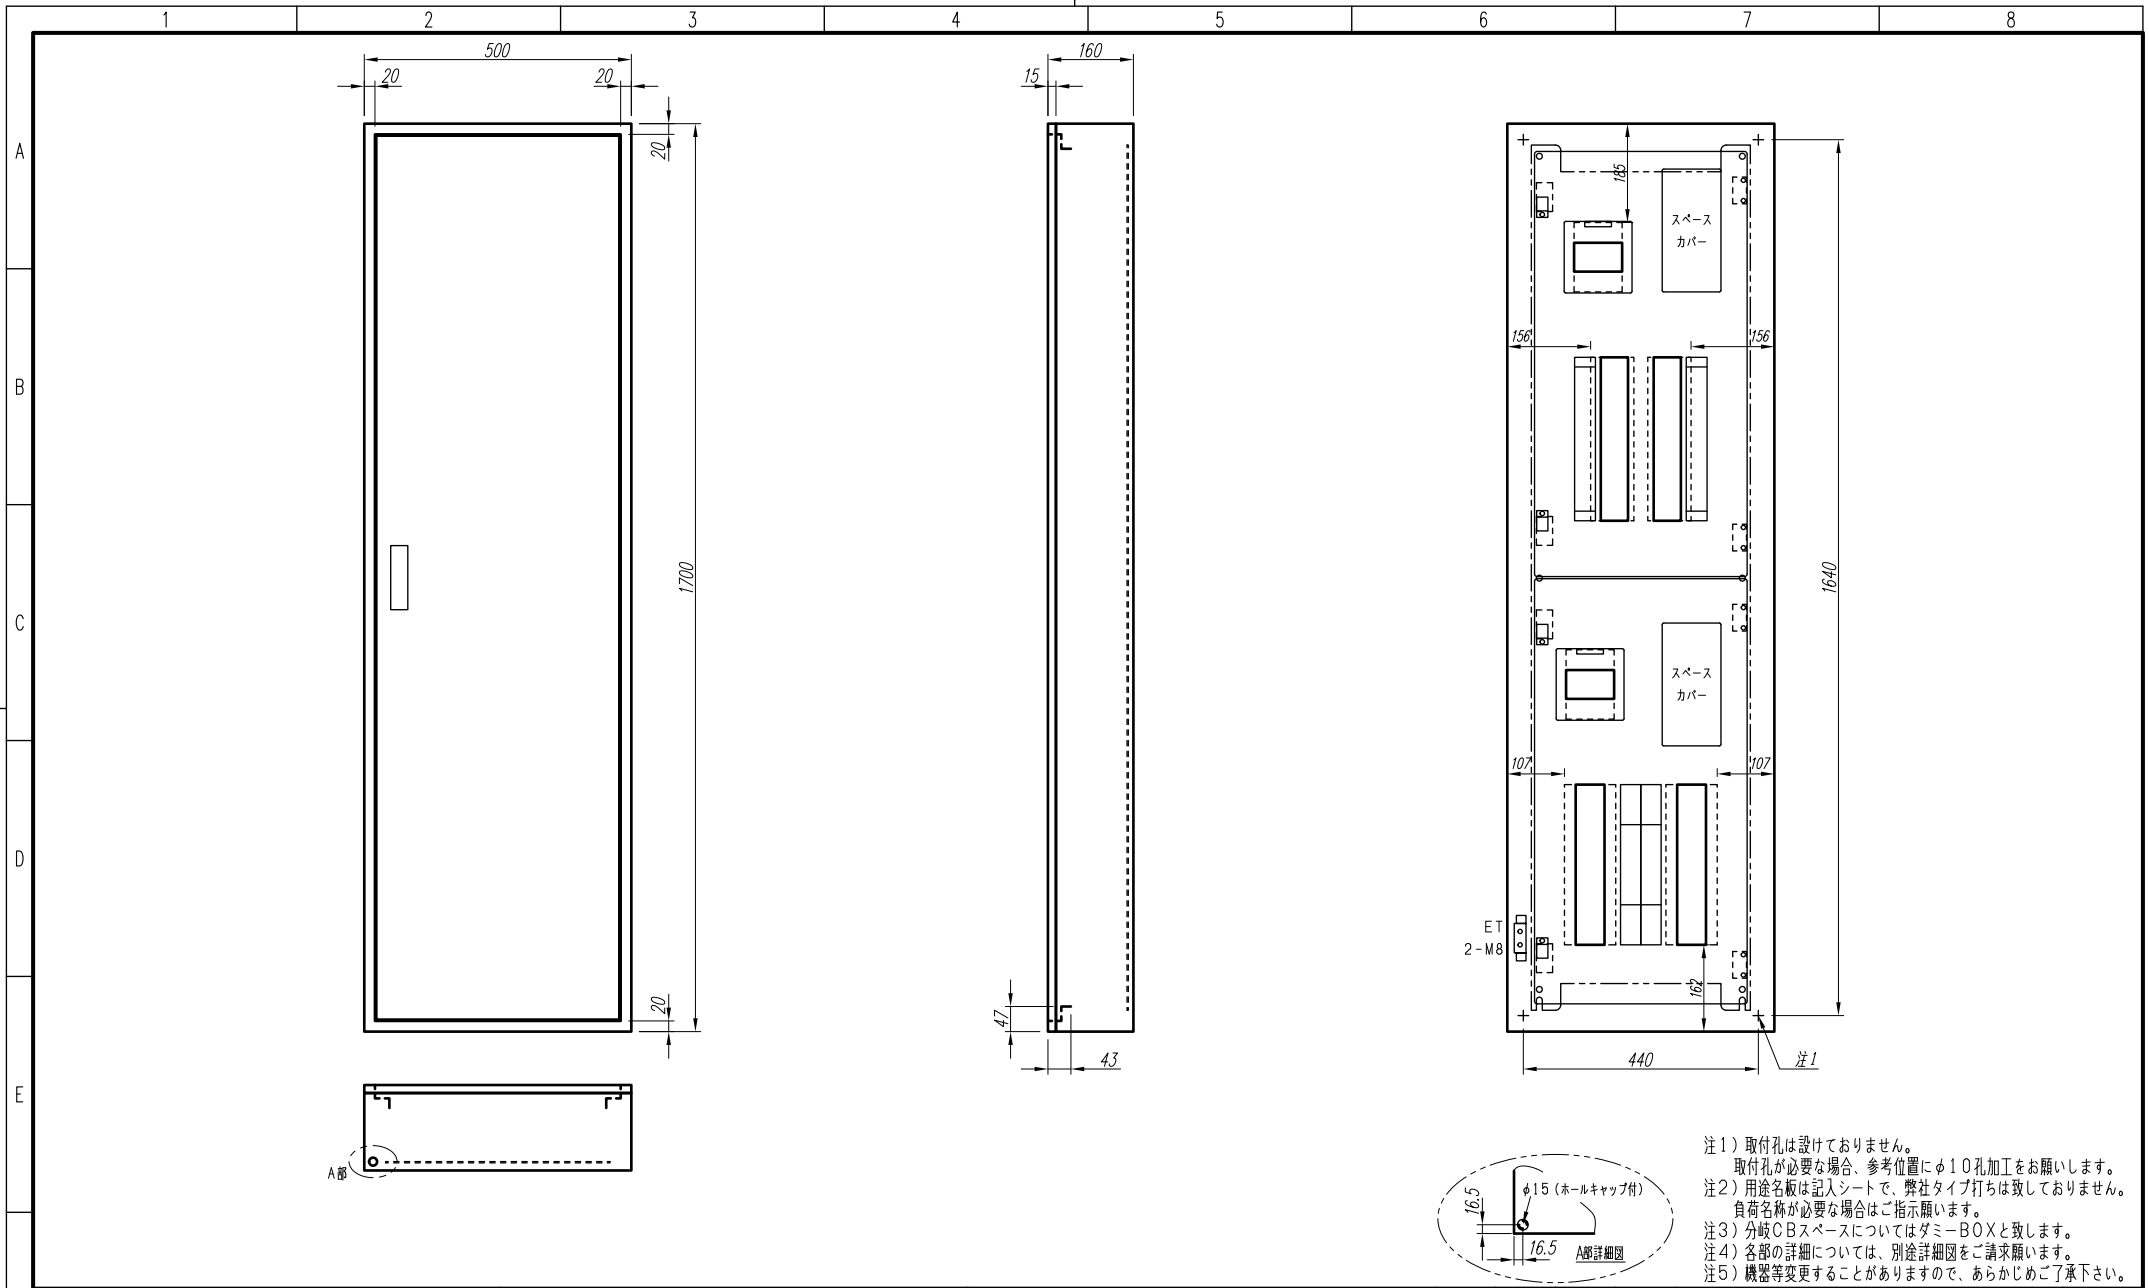 1 2 3 4 5 6 7 8
A
B
C
D
E
500
20 20
20
1700
20
A部
160
15
47
43
185
スペース
カバー
156 156
1640
スペース
カバー
107 107
ET
2-M8
162
440
注1
16.5
φ15(ホールキャップ付)
16.5
A部詳細図
注1)取付孔は設けておりません。
取付孔が必要な場合、参考位置にφ10孔加工をお願いします。
注2)用途名板は記入シートで、弊社タイプ打ちは致しておりません。
負荷名称が必要な場合はご指示願います。
注3)分岐CBスペースについてはダミーBOXと致します。
注4)各部の詳細については、別途詳細図をご請求願います。
注5)機器等変更することがありますので、あらかじめご了承下さい。